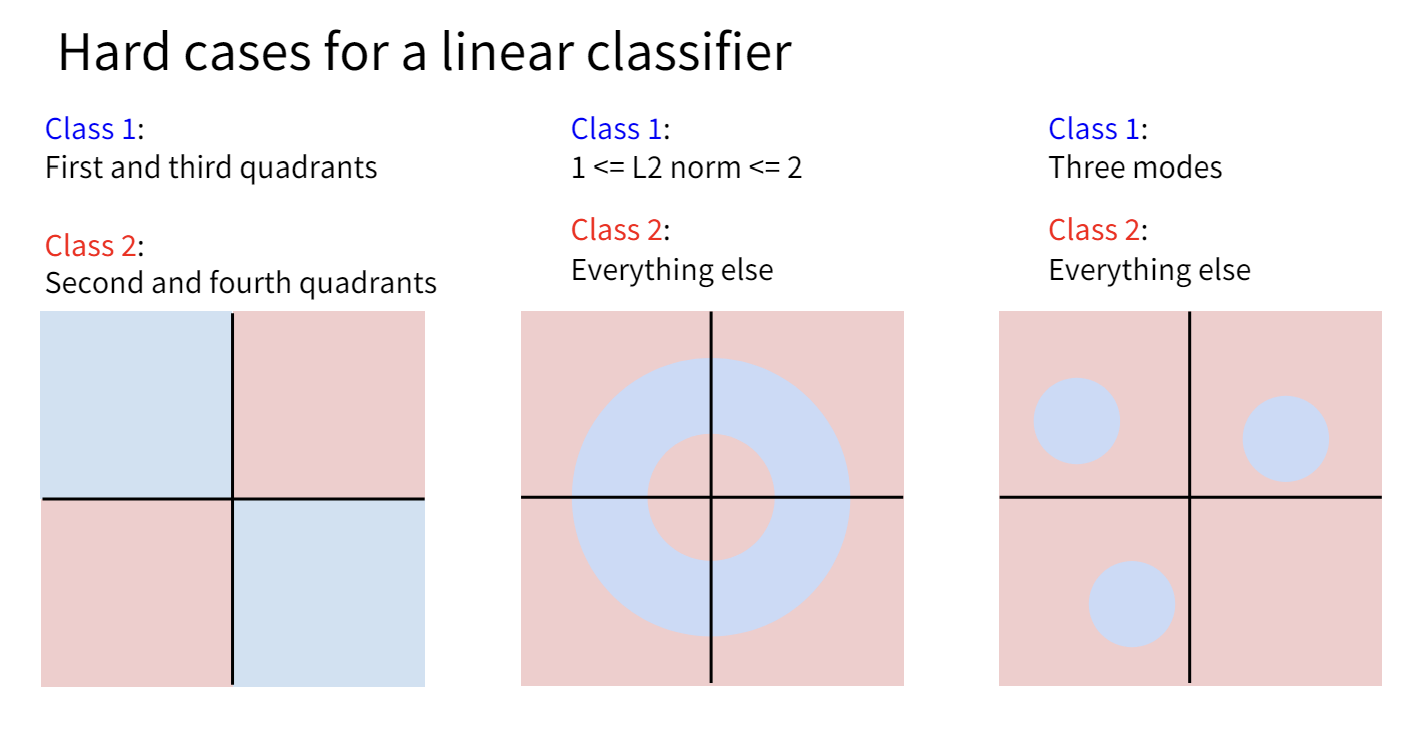 Hard cases for a linear classifier
Class 1:
First and third quadrants
Class 2:
Second and fourth quadrants
Class 1:
1 <= L2 norm <= 2
Class 2:
Everything else
Class 1:
Three modes
Class 2:
Everything else